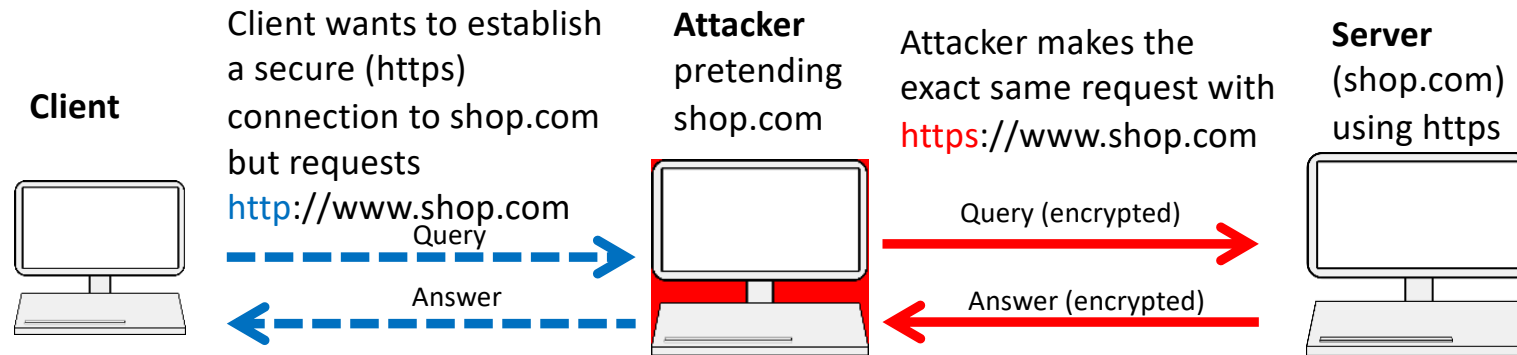 Client
Client wants to establish
a secure (https)
connection to shop.com
but requests
http://www.shop.com
Query
Answer
Attacker
pretending
shop.com
Attacker makes the
exact same request with
https://www.shop.com
Query (encrypted)
Answer (encrypted)
Server
(shop.com)
using https